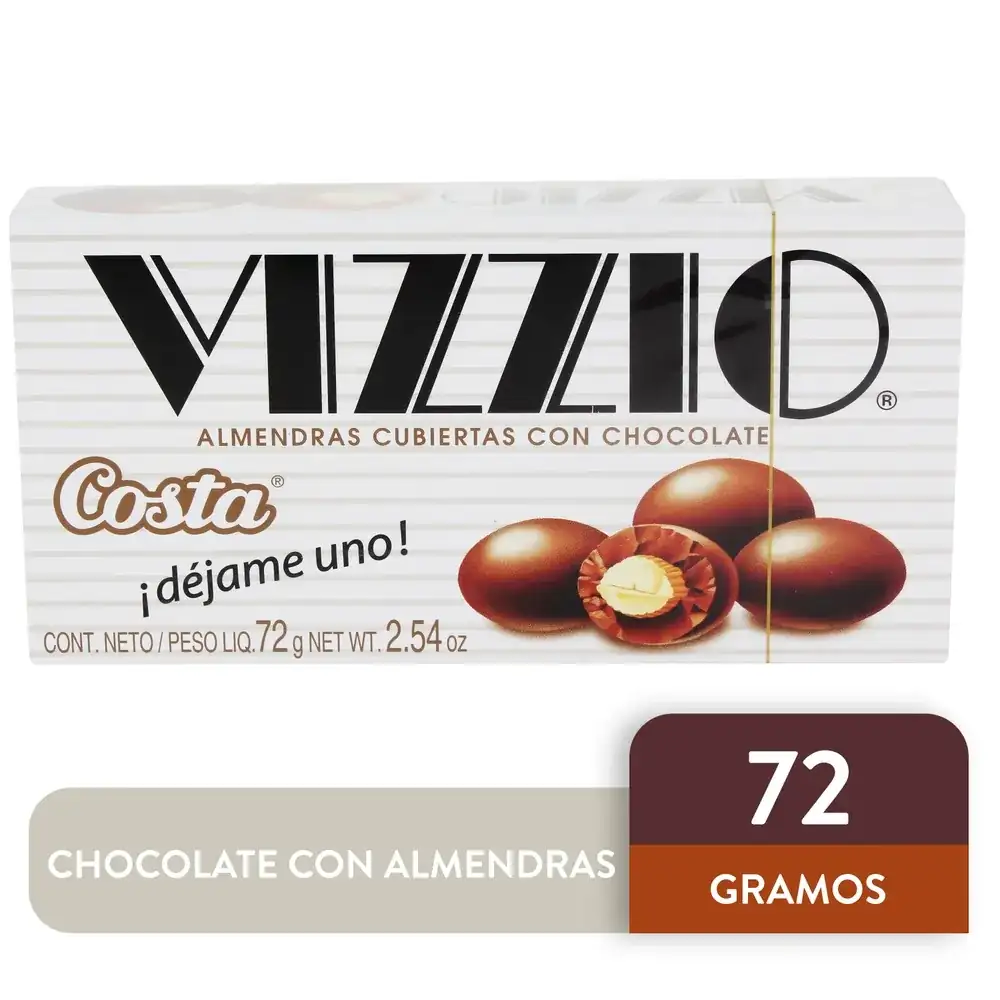 VIZZIO®
ALMENDRAS CUBIERTAS CON CHOCOLATE
Costa®
¡déjame uno!
CONT. NETO / PESO LIQ. 72 g NET WT. 2.54 oz
72
CHOCOLATE CON ALMENDRAS
GRAMOS